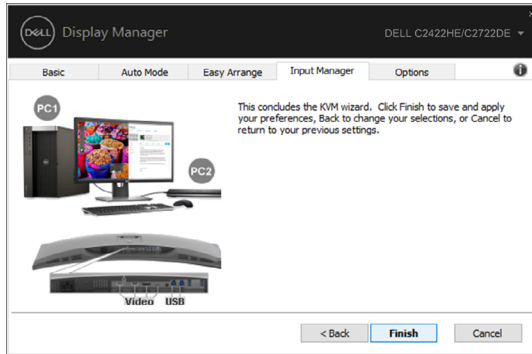 DELL Display Manager
DELL C2422HE/C2722DE
Basic
Auto Mode
Easy Arrange
Input Manager
Options
PC1
This concludes the KVM wizard. Click Finish to save and apply
your preferences, Back to change your selections, or Cancel to
return to your previous settings.
PC2
Video USB
< Back
Finish
Cancel